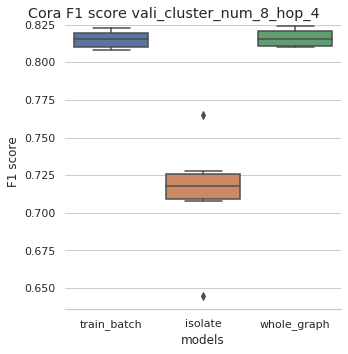 Cora F1 score vali_cluster_num_8_hop_4
0.825
0.800
0.775
0.750
0.725
0.700
0.675
0.650
F1 score
train_batch isolate whole_graph
models